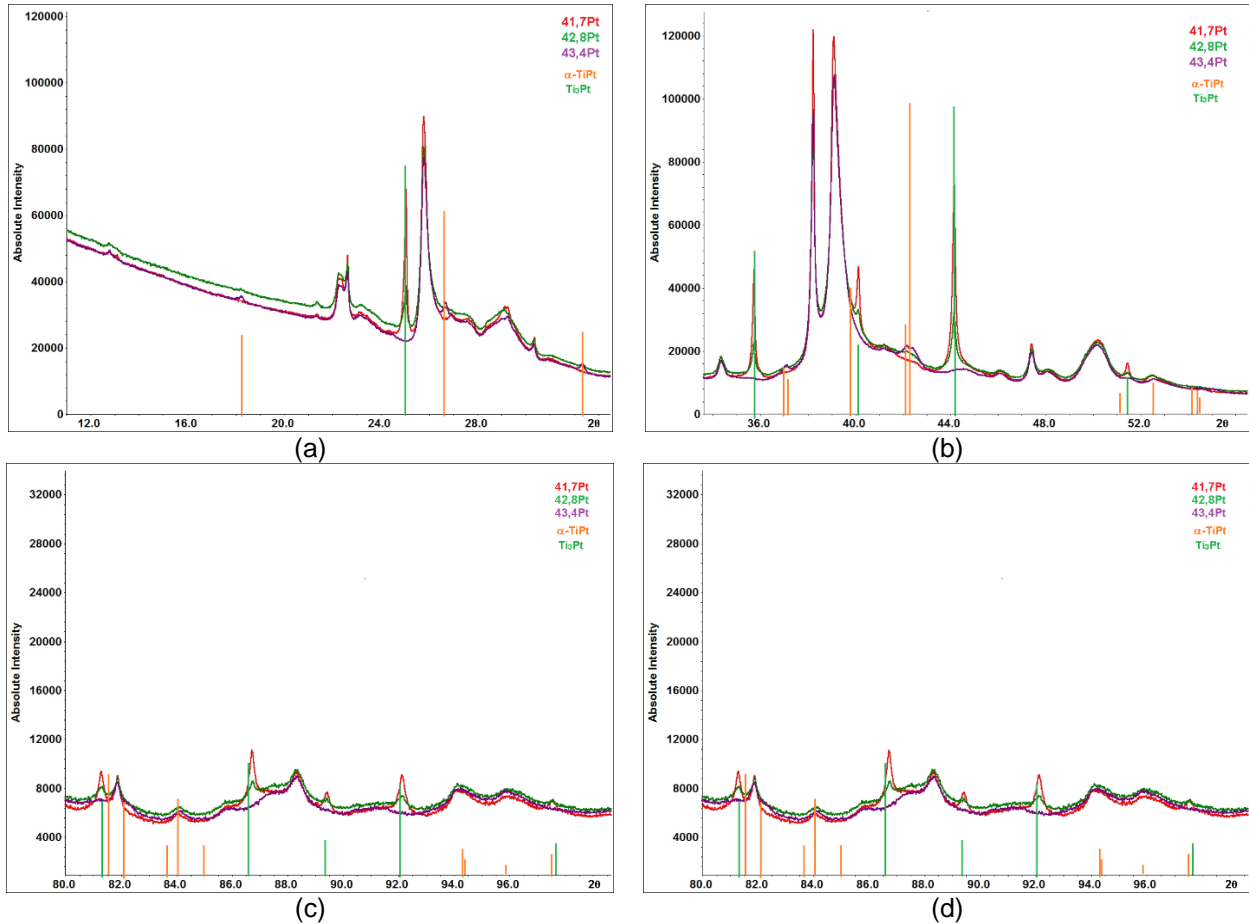 120000
100000
80000
60000
40000
20000
0
Absolute Intensity
41,7Pt
42,8Pt
43,4Pt
α-TiPt
Ti₃Pt
12.0 16.0 20.0 24.0 28.0 2θ
(a)
120000
100000
80000
60000
40000
20000
0
Absolute Intensity
41,7Pt
42,8Pt
43,4Pt
α-TiPt
Ti₃Pt
36.0 40.0 44.0 48.0 52.0 2θ
(b)
32000
28000
24000
20000
16000
12000
8000
4000
Absolute Intensity
41,7Pt
42,8Pt
43,4Pt
α-TiPt
Ti₃Pt
80.0 82.0 84.0 86.0 88.0 90.0 92.0 94.0 96.0 2θ
(c)
32000
28000
24000
20000
16000
12000
8000
4000
Absolute Intensity
41,7Pt
42,8Pt
43,4Pt
α-TiPt
Ti₃Pt
80.0 82.0 84.0 86.0 88.0 90.0 92.0 94.0 96.0 2θ
(d)